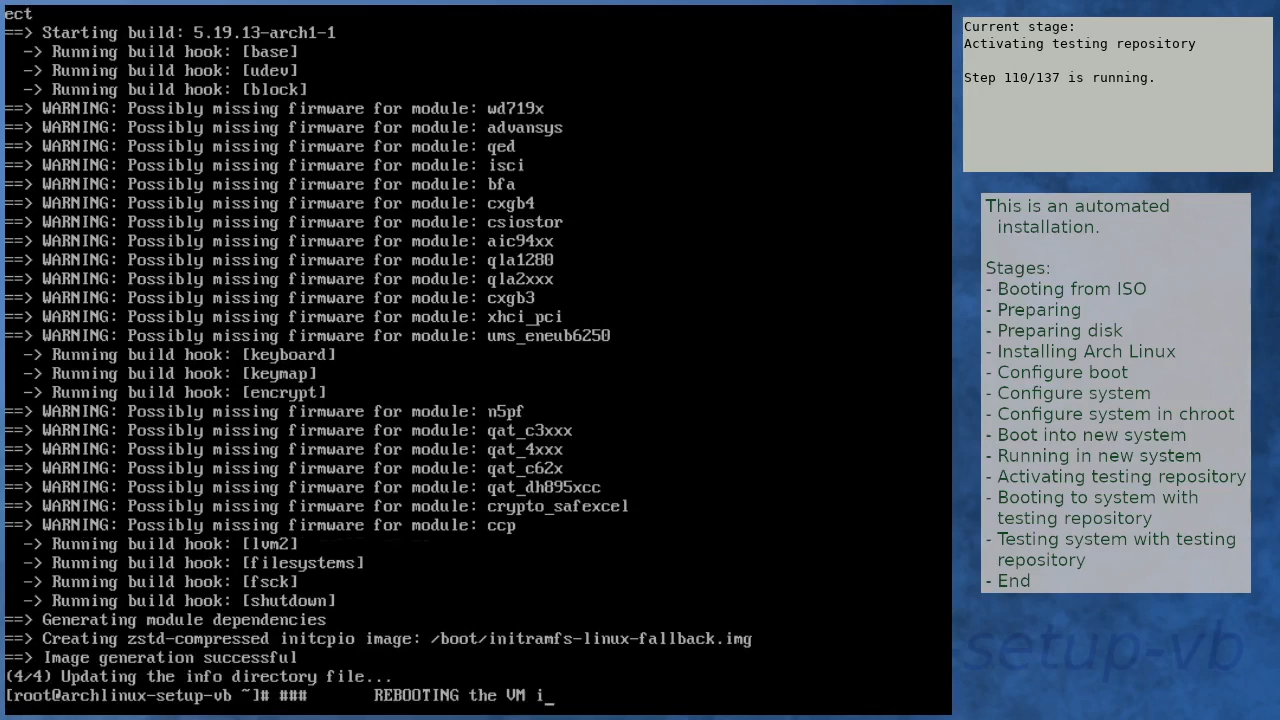 ect
==> Starting build: 5.19.13-arch1-1
  -> Running build hook: [base]
  -> Running build hook: [udev]
  -> Running build hook: [block]
==> WARNING: Possibly missing firmware for module: wd719x
==> WARNING: Possibly missing firmware for module: advansys
==> WARNING: Possibly missing firmware for module: qed
==> WARNING: Possibly missing firmware for module: isci
==> WARNING: Possibly missing firmware for module: bfa
==> WARNING: Possibly missing firmware for module: cxgb4
==> WARNING: Possibly missing firmware for module: csiostor
==> WARNING: Possibly missing firmware for module: aic94xx
==> WARNING: Possibly missing firmware for module: qla1280
==> WARNING: Possibly missing firmware for module: qla2xxx
==> WARNING: Possibly missing firmware for module: cxgb3
==> WARNING: Possibly missing firmware for module: xhci_pci
==> WARNING: Possibly missing firmware for module: ums_eneub6250
  -> Running build hook: [keyboard]
  -> Running build hook: [keymap]
  -> Running build hook: [encrypt]
==> WARNING: Possibly missing firmware for module: n5pf
==> WARNING: Possibly missing firmware for module: qat_c3xxx
==> WARNING: Possibly missing firmware for module: qat_4xxx
==> WARNING: Possibly missing firmware for module: qat_c62x
==> WARNING: Possibly missing firmware for module: qat_dh895xcc
==> WARNING: Possibly missing firmware for module: crypto_safexcel
==> WARNING: Possibly missing firmware for module: ccp
  -> Running build hook: [lvm2]
  -> Running build hook: [filesystems]
  -> Running build hook: [fsck]
  -> Running build hook: [shutdown]
==> Generating module dependencies
==> Creating zstd-compressed initcpio image: /boot/initramfs-linux-fallback.img
==> Image generation successful
(4/4) Updating the info directory file...
[root@archlinux-setup-vb ~]# ###       REBOOTING the VM i_
Current stage:
Activating testing repository
Step 110/137 is running.
This is an automated
installation.
Stages:
- Booting from ISO
- Preparing
- Preparing disk
- Installing Arch Linux
- Configure boot
- Configure system
- Configure system in chroot
- Boot into new system
- Running in new system
- Activating testing repository
- Booting to system with
testing repository
- Testing system with testing
repository
- End
-setup-vb